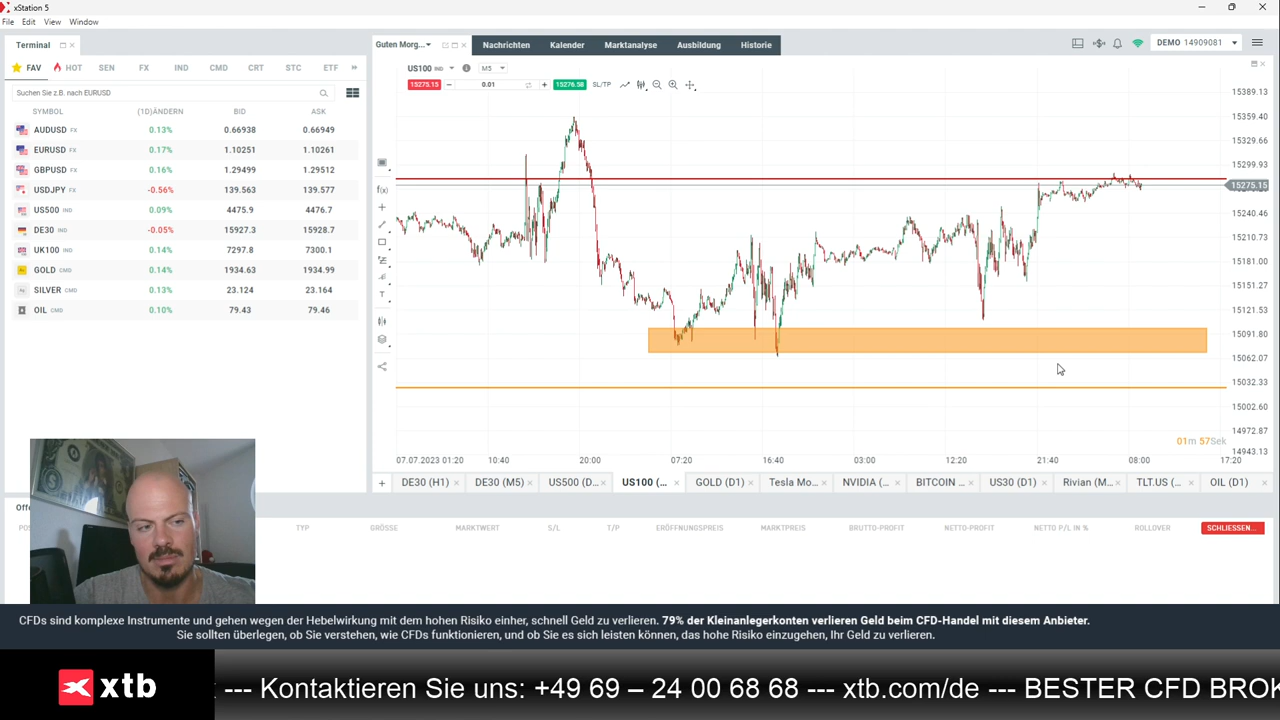 xStation 5
File Edit View Window
Terminal
Guten Morg...
Nachrichten Kalender Marktanalyse Ausbildung Historie
DEMO 14909081
FAV HOT SEN FX IND CMD CRT STC ETF
US100 IND M5
15275.15 0.01 15276.58 SL/TP
Suchen Sie z.B. nach EURUSD
SYMBOL (1D)ÄNDERN BID ASK
AUDUSD FX 0.13% 0.66938 0.66949
EURUSD FX 0.17% 1.10251 1.10261
GBPUSD FX 0.16% 1.29499 1.29512
USDJPY FX -0.56% 139.563 139.577
US500 IND 0.09% 4475.9 4476.7
DE30 IND -0.05% 15927.3 15928.7
UK100 IND 0.14% 7297.8 7300.1
GOLD CMD 0.14% 1934.63 1934.99
SILVER CMD 0.13% 23.124 23.164
OIL CMD 0.10% 79.43 79.46
15389.13
15359.40
15329.66
15299.93
15275.15
15240.46
15210.73
15181.00
15151.26
15121.53
15091.80
15062.07
15032.33
15002.60
14972.87
14943.13
01m 57Sek
07.07.2023 01:20 10:40 20:00 07:20 16:40 03:00 12:20 21:40 08:00 17:20
DE30 (H1) DE30 (M5) US500 (D... US100 (... GOLD (D1) Tesla Mo... NVIDIA (... BITCOIN ... US30 (D1) Rivian (M... TLT.US (... OIL (D1)
TYP GRÖSSE MARKTWERT S/L T/P ERÖFFNUNGSPREIS MARKTPREIS BRUTTO-PROFIT NETTO-PROFIT NETTO P/L IN % ROLLOVER SCHLIESSEN...
CFDs sind komplexe Instrumente und gehen wegen der Hebelwirkung mit dem hohen Risiko einher, schnell Geld zu verlieren. 79% der Kleinanlegerkonten verlieren Geld beim CFD-Handel mit diesem Anbieter.
Sie sollten überlegen, ob Sie verstehen, wie CFDs funktionieren, und ob Sie es sich leisten können, das hohe Risiko einzugehen, Ihr Geld zu verlieren.
xtb
--- Kontaktieren Sie uns: +49 69 – 24 00 68 68 --- xtb.com/de --- BESTER CFD BROK